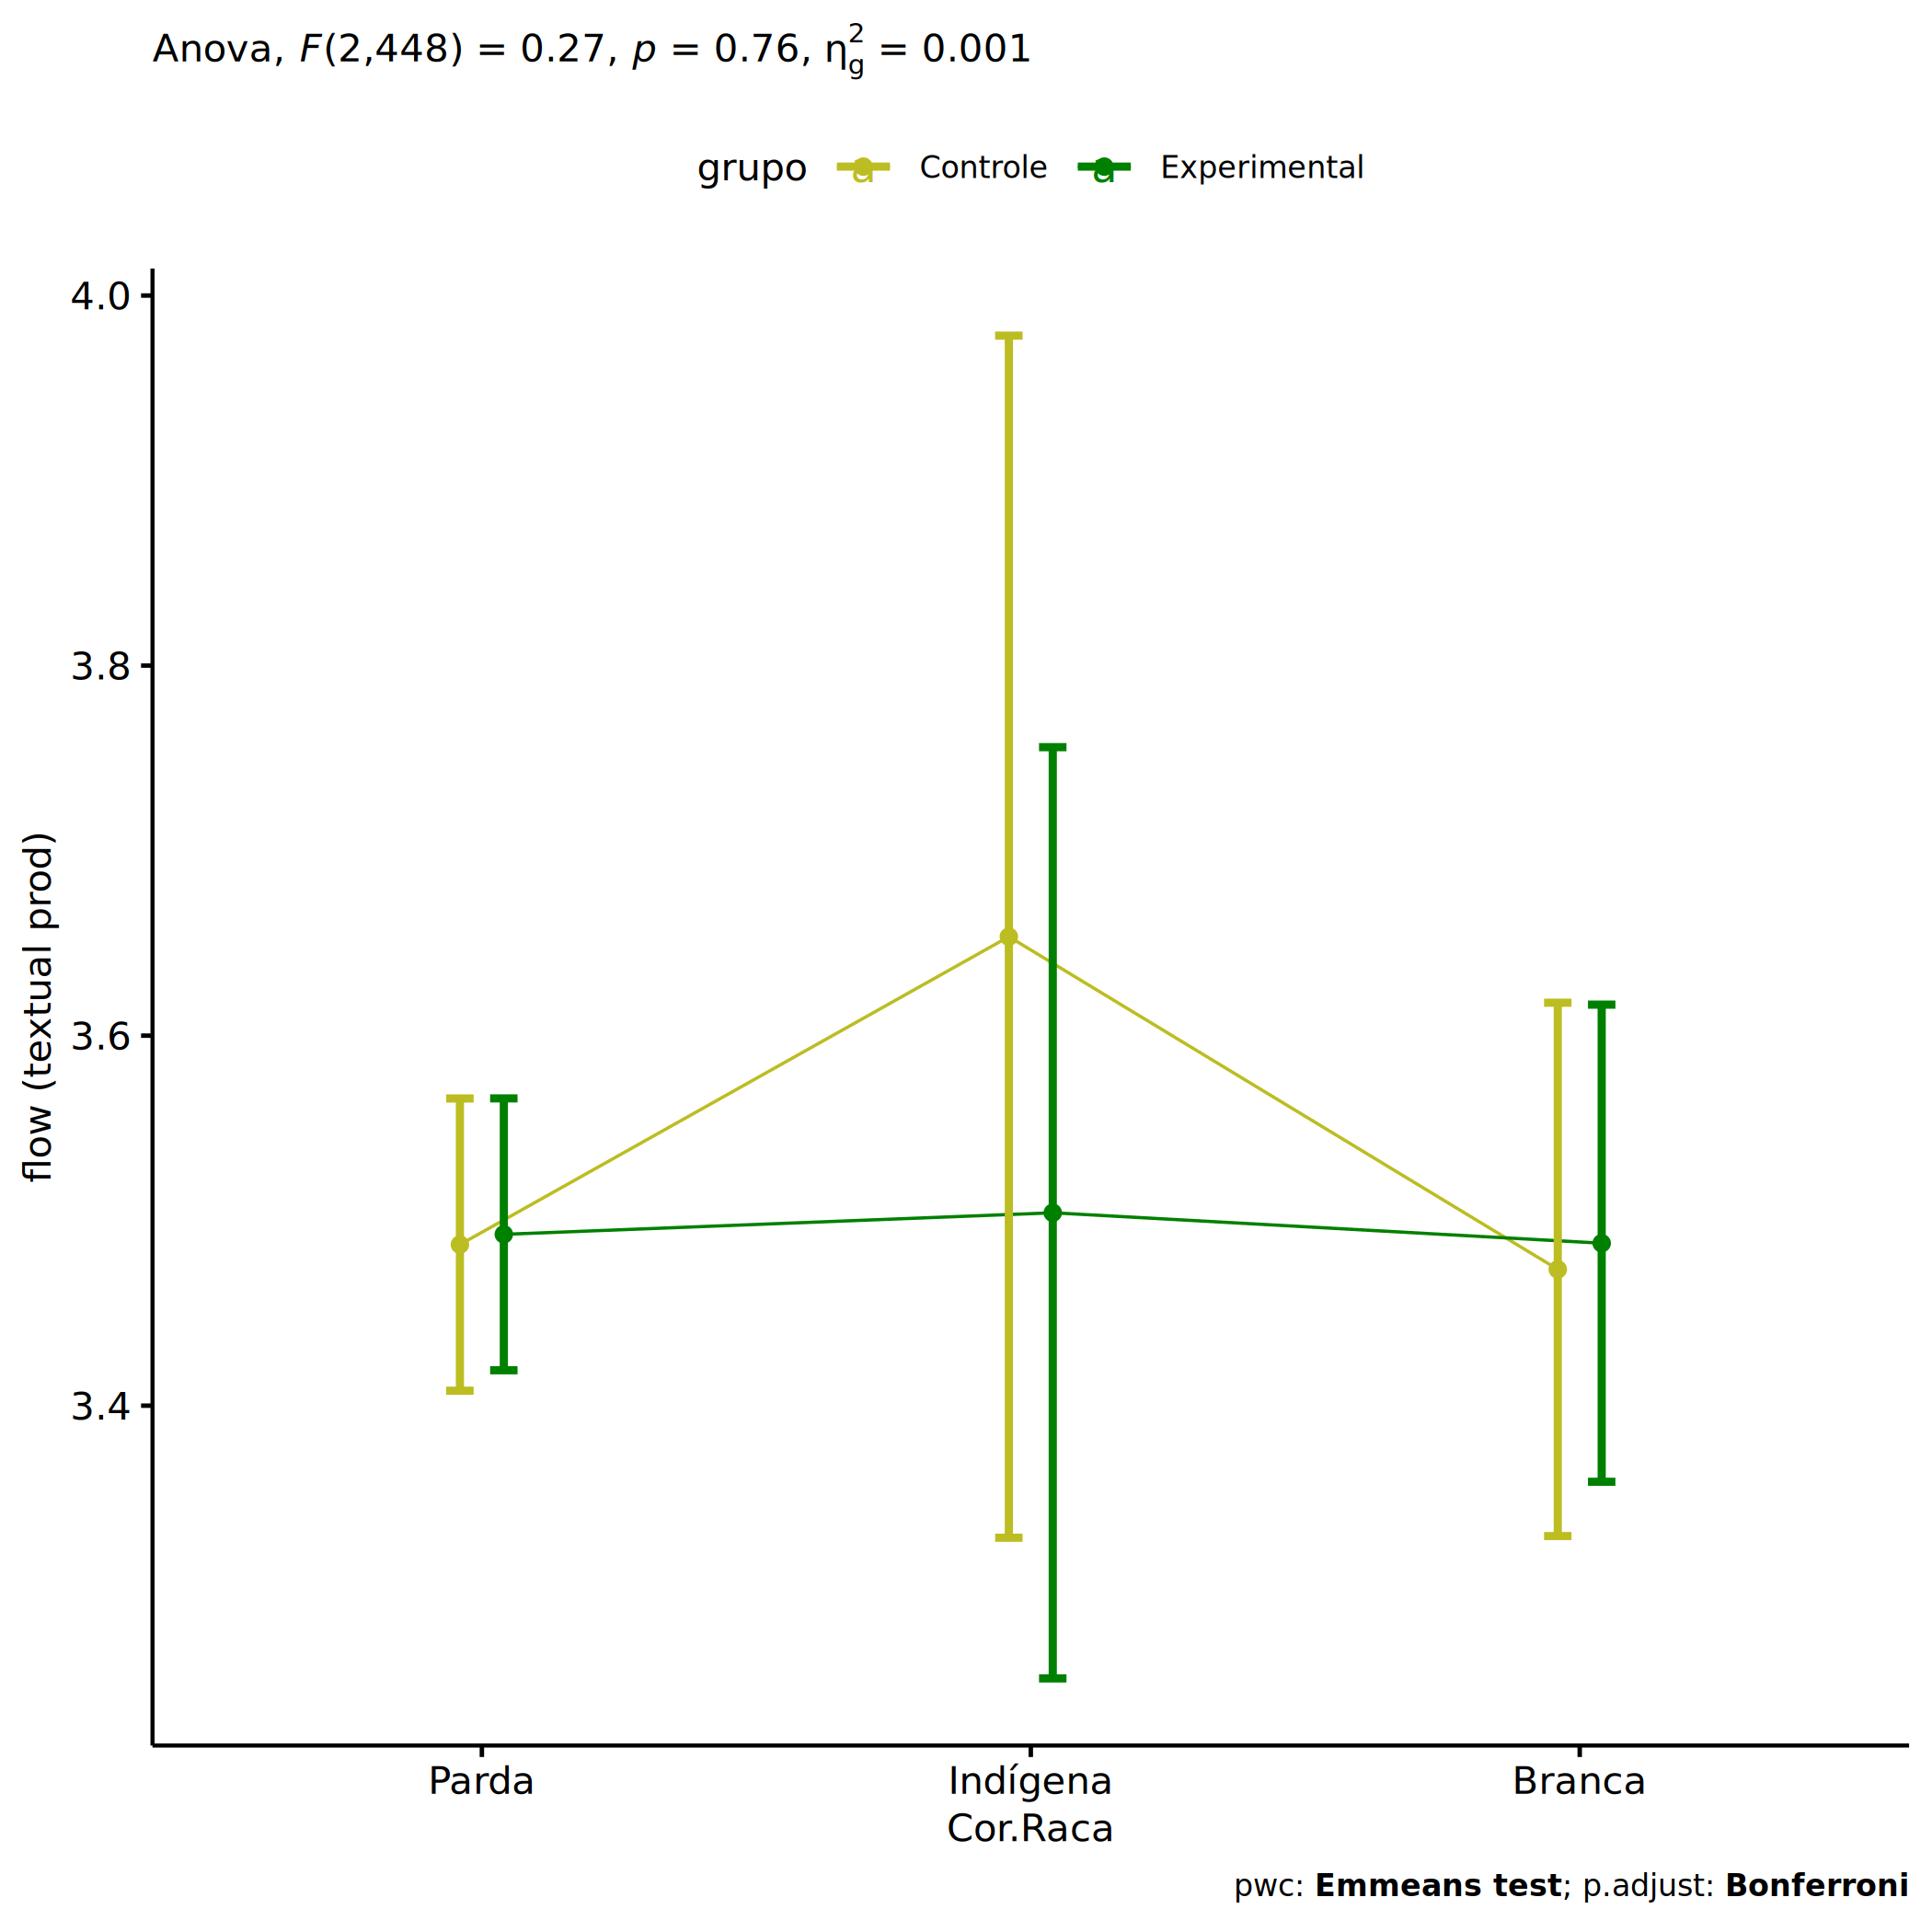 Anova, F(2,448) = 0.27, p = 0.76, η²g = 0.001
grupo a Controle a Experimental
4.0
3.8
3.6
3.4
flow (textual prod)
Parda Indígena Branca
Cor.Raca
pwc: Emmeans test; p.adjust: Bonferroni